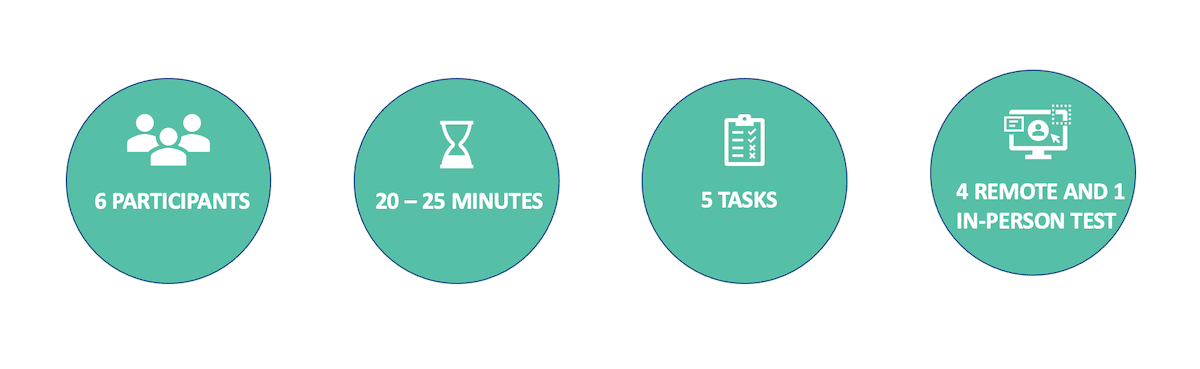 6 PARTICIPANTS
20 – 25 MINUTES
5 TASKS
4 REMOTE AND 1
IN-PERSON TEST